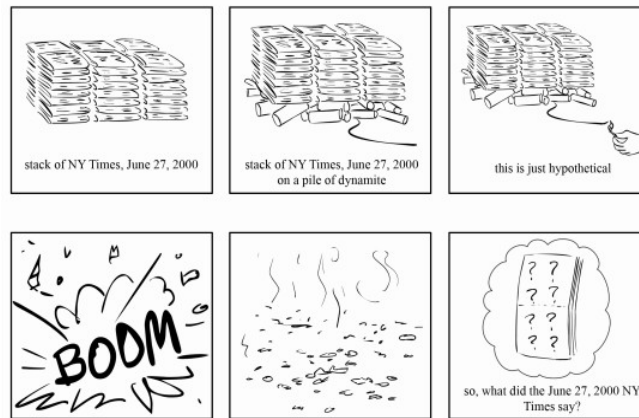 stack of NY Times, June 27, 2000
stack of NY Times, June 27, 2000
on a pile of dynamite
this is just hypothetical
BOOM
? ?
? ?
? ?
? ?
so, what did the June 27, 2000 NY
Times say?